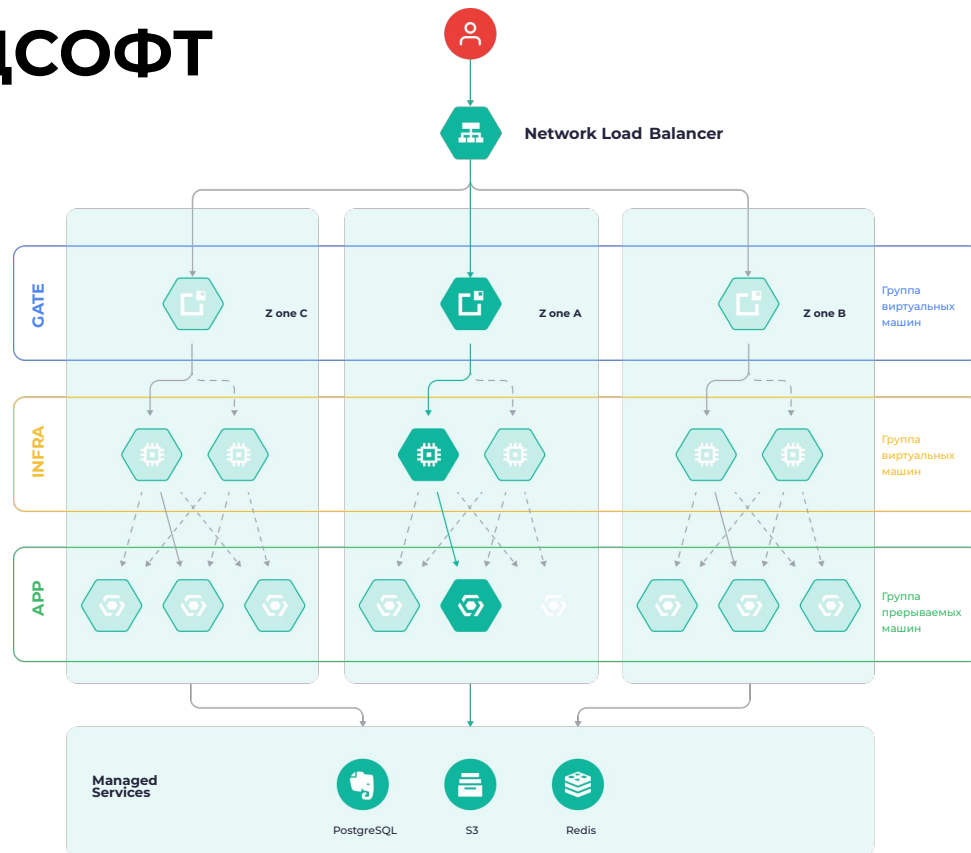 ДСОФТ
Network Load Balancer
GATE
Z one C
Z one A
Z one B
Группа
виртуальных
машин
INFRA
Группа
виртуальных
машин
APP
Группа
прерываемых
машин
Managed
Services
PostgreSQL
S3
Redis